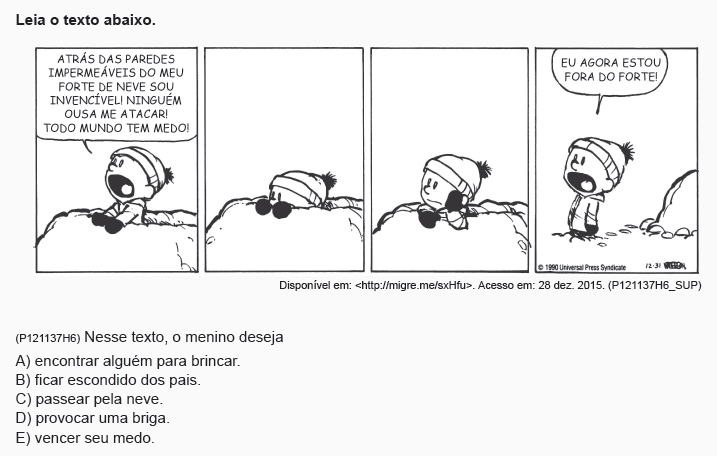 Leia o texto abaixo.
ATRÁS DAS PAREDES
IMPERMEÁVEIS DO MEU
FORTE DE NEVE SOU
INVENCÍVEL! NINGUÉM
OUSA ME ATACAR!
TODO MUNDO TEM MEDO!
EU AGORA ESTOU
FORA DO FORTE!
© 1990 Universal Press Syndicate
12-31
Disponível em: <http://migre.me/sxHfu>. Acesso em: 28 dez. 2015. (P121137H6_SUP)
(P121137H6) Nesse texto, o menino deseja
A) encontrar alguém para brincar.
B) ficar escondido dos pais.
C) passear pela neve.
D) provocar uma briga.
E) vencer seu medo.